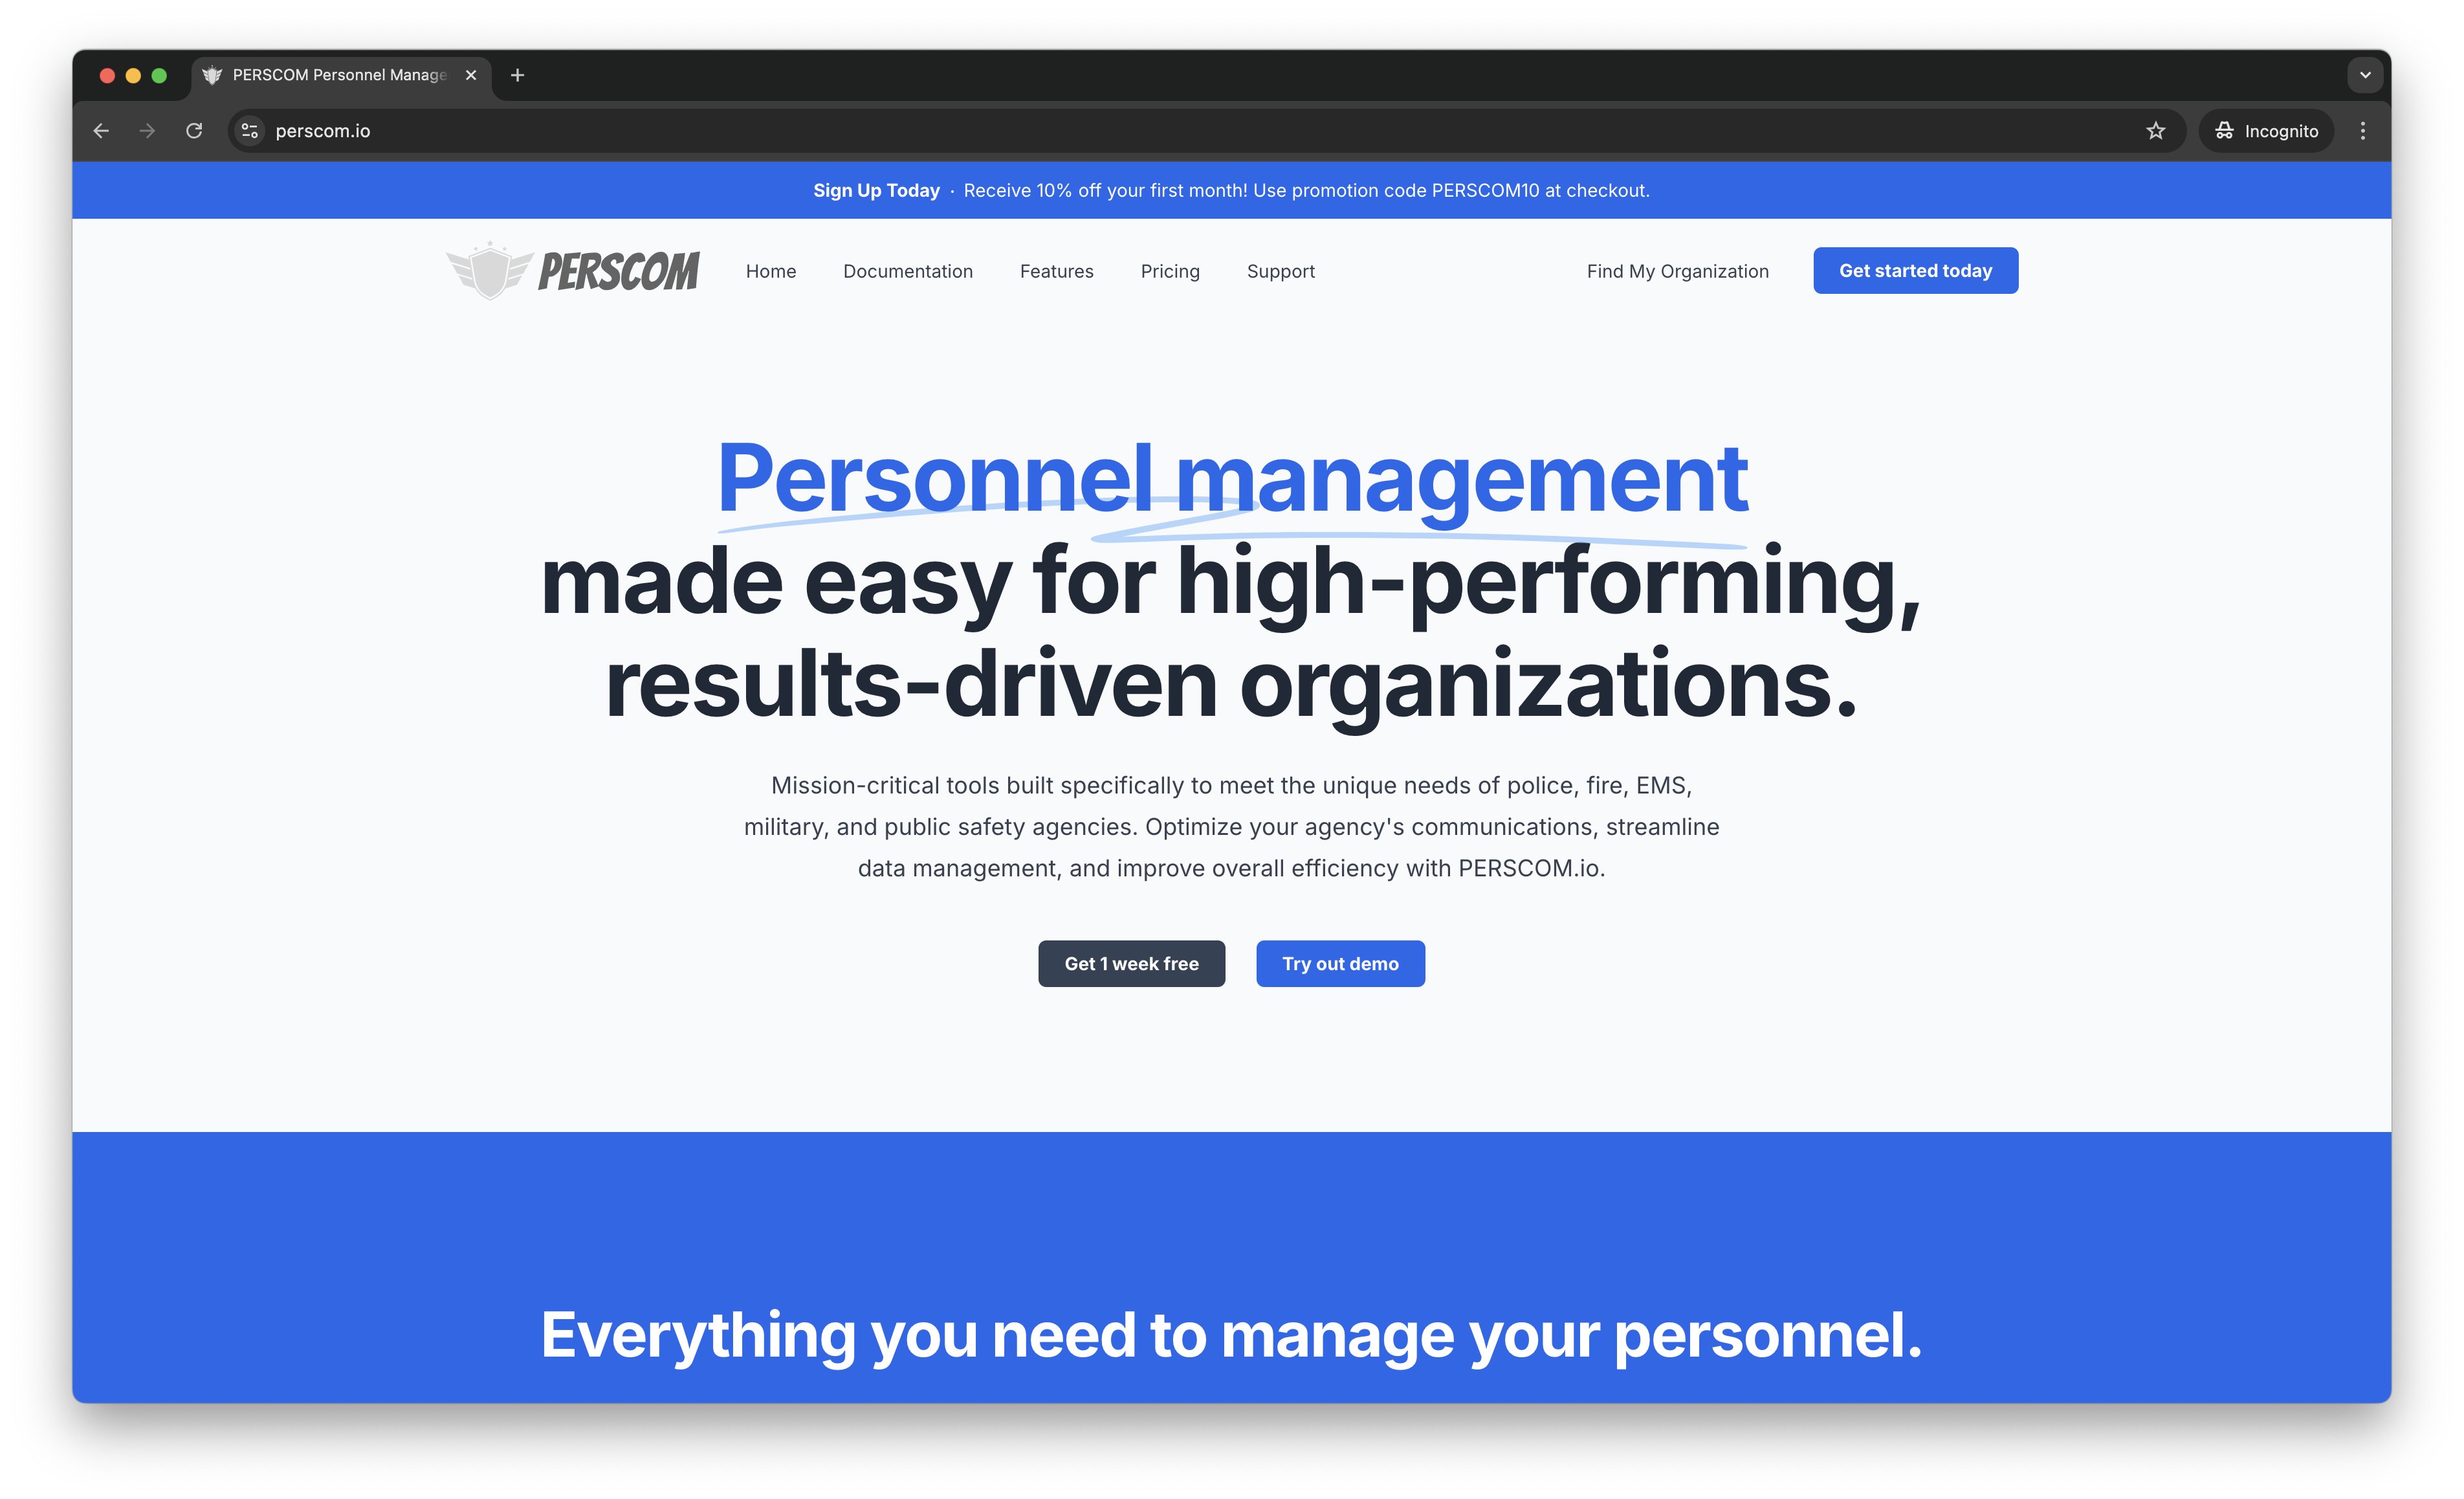 PERSCOM Personnel Manage
perscom.io
Incognito
Sign Up Today · Receive 10% off your first month! Use promotion code PERSCOM10 at checkout.
PERSCOM
Home
Documentation
Features
Pricing
Support
Find My Organization
Get started today
Personnel management
made easy for high-performing,
results-driven organizations.
Mission-critical tools built specifically to meet the unique needs of police, fire, EMS,
military, and public safety agencies. Optimize your agency's communications, streamline
data management, and improve overall efficiency with PERSCOM.io.
Get 1 week free
Try out demo
Everything you need to manage your personnel.